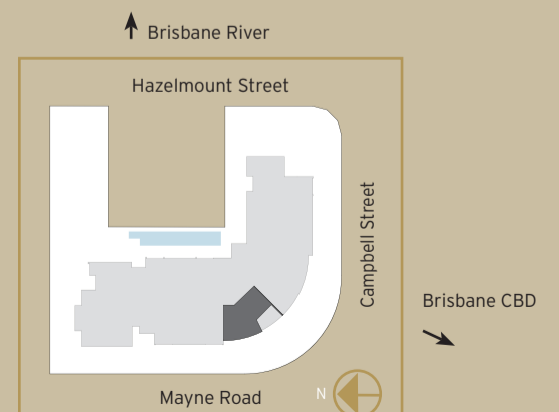 Brisbane River
Hazelmount Street
Campbell Street
Brisbane CBD
Mayne Road
N